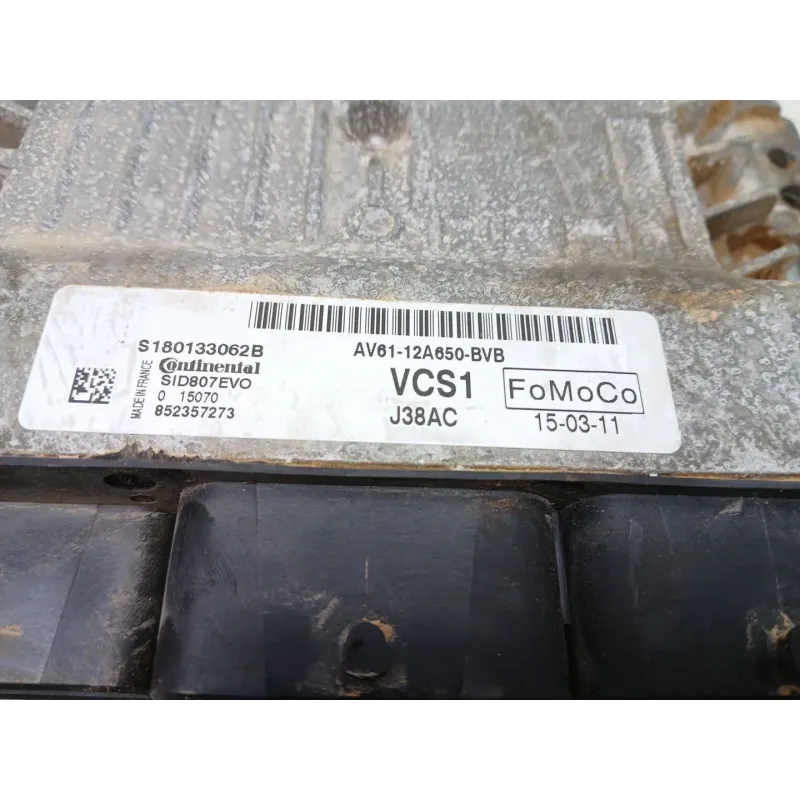 S180133062B
Continental
SID807EVO
0 15070
852357273
MADE IN FRANCE
AV61-12A650-BVB
VCS1
J38AC
FoMoCo
15-03-11